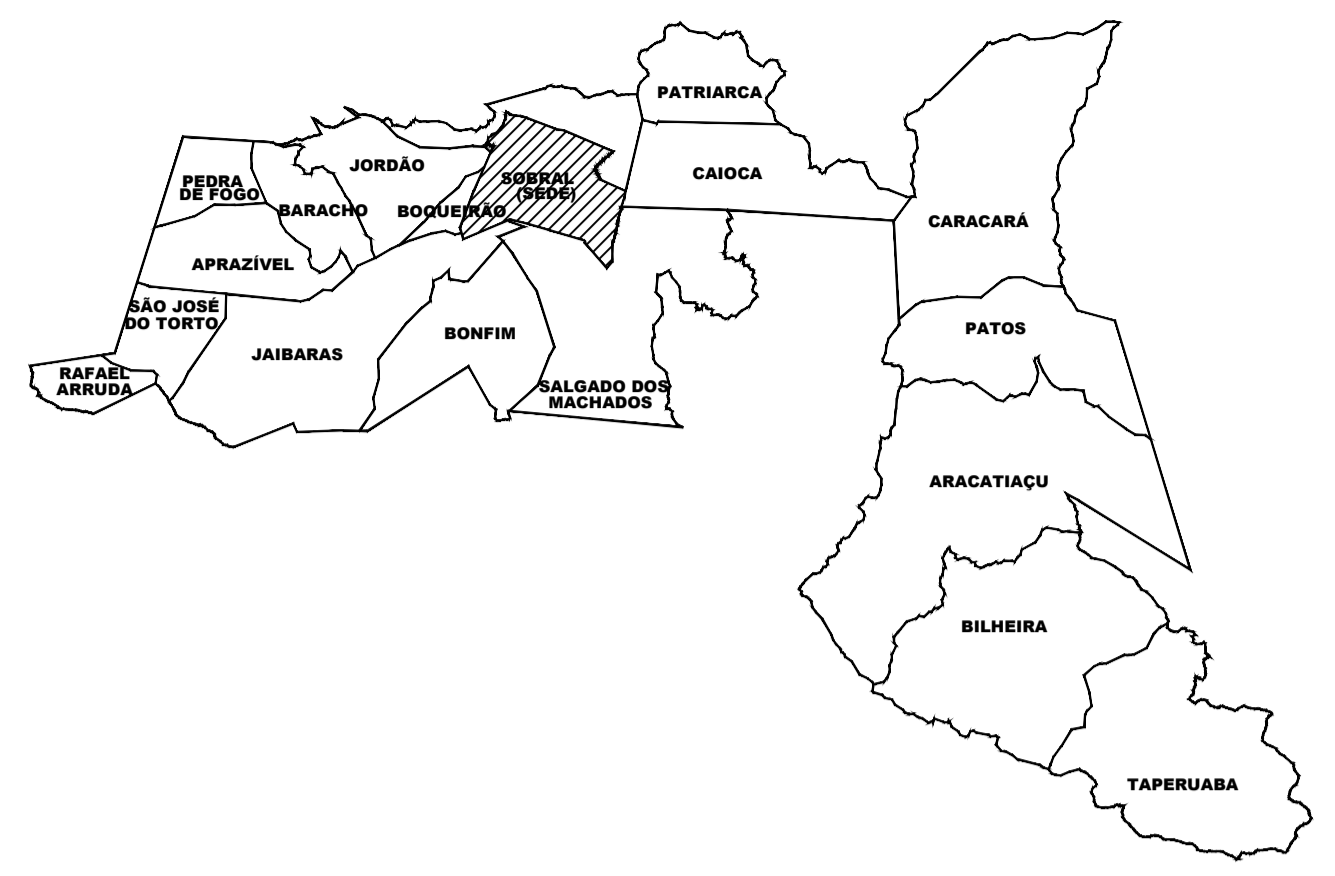 PATRIARCA
JORDÃO
CAIOCA
SOBRAL
(SEDE)
PEDRA
DE FOGO
BARACHO
BOQUEIRÃO
CARACARÁ
APRAZÍVEL
SÃO JOSÉ
DO TORTO
PATOS
BONFIM
JAIBARAS
RAFAEL
ARRUDA
SALGADO DOS
MACHADOS
ARACATIAÇU
BILHEIRA
TAPERUABA